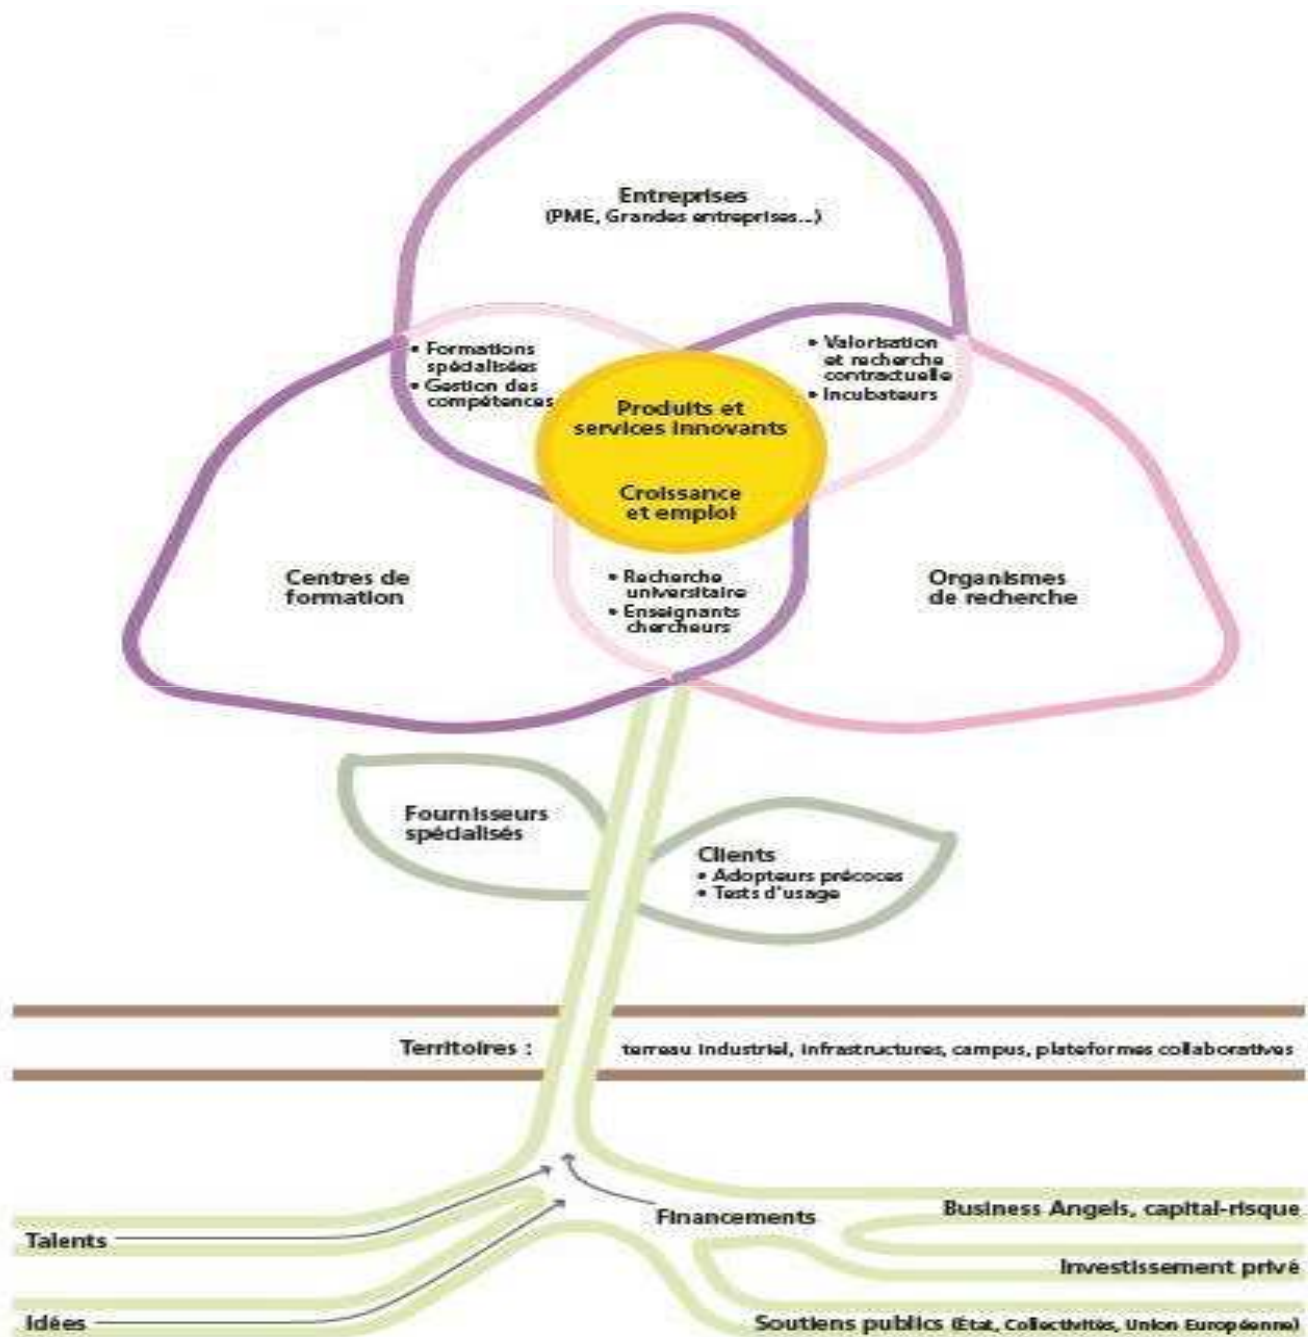 Entreprises
(PME, Grandes entreprises...)
• Formations
spécialisées
• Gestion des
compétences
• Valorisation
et recherche
contractuelle
• Incubateurs
Produits et
services innovants
Croissance
et emploi
Centres de
formation
• Recherche
universitaire
• Enseignants
chercheurs
Organismes
de recherche
Fournisseurs
spécialisés
Clients
• Adopteurs précoces
• Tests d'usage
Territoires : terreau industriel, infrastructures, campus, plateformes collaboratives
Talents
Idées
Financements
Business Angels, capital-risque
Investissement privé
Soutiens publics (État, Collectivités, Union Européenne)